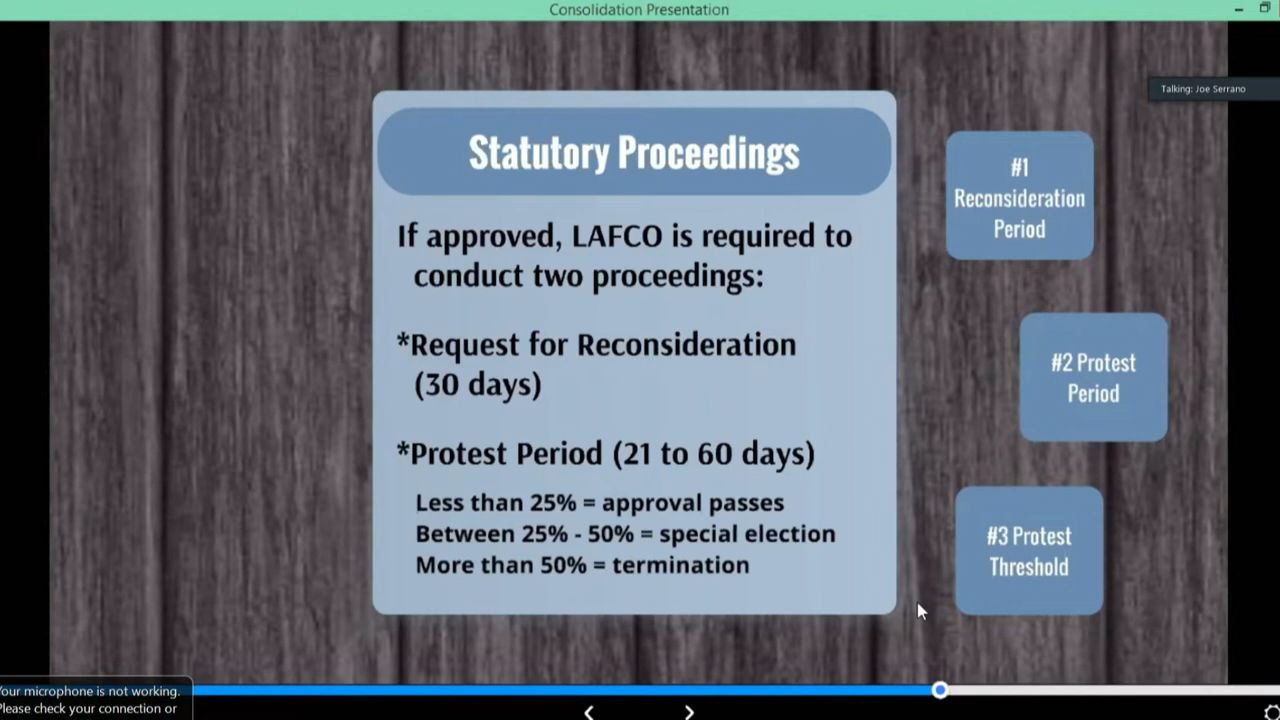 Consolidation Presentation
Talking: Joe Serrano
Statutory Proceedings
If approved, LAFCO is required to
conduct two proceedings:
*Request for Reconsideration
(30 days)
*Protest Period (21 to 60 days)
Less than 25% = approval passes
Between 25% - 50% = special election
More than 50% = termination
#1
Reconsideration
Period
#2 Protest
Period
#3 Protest
Threshold
Your microphone is not working.
Please check your connection or